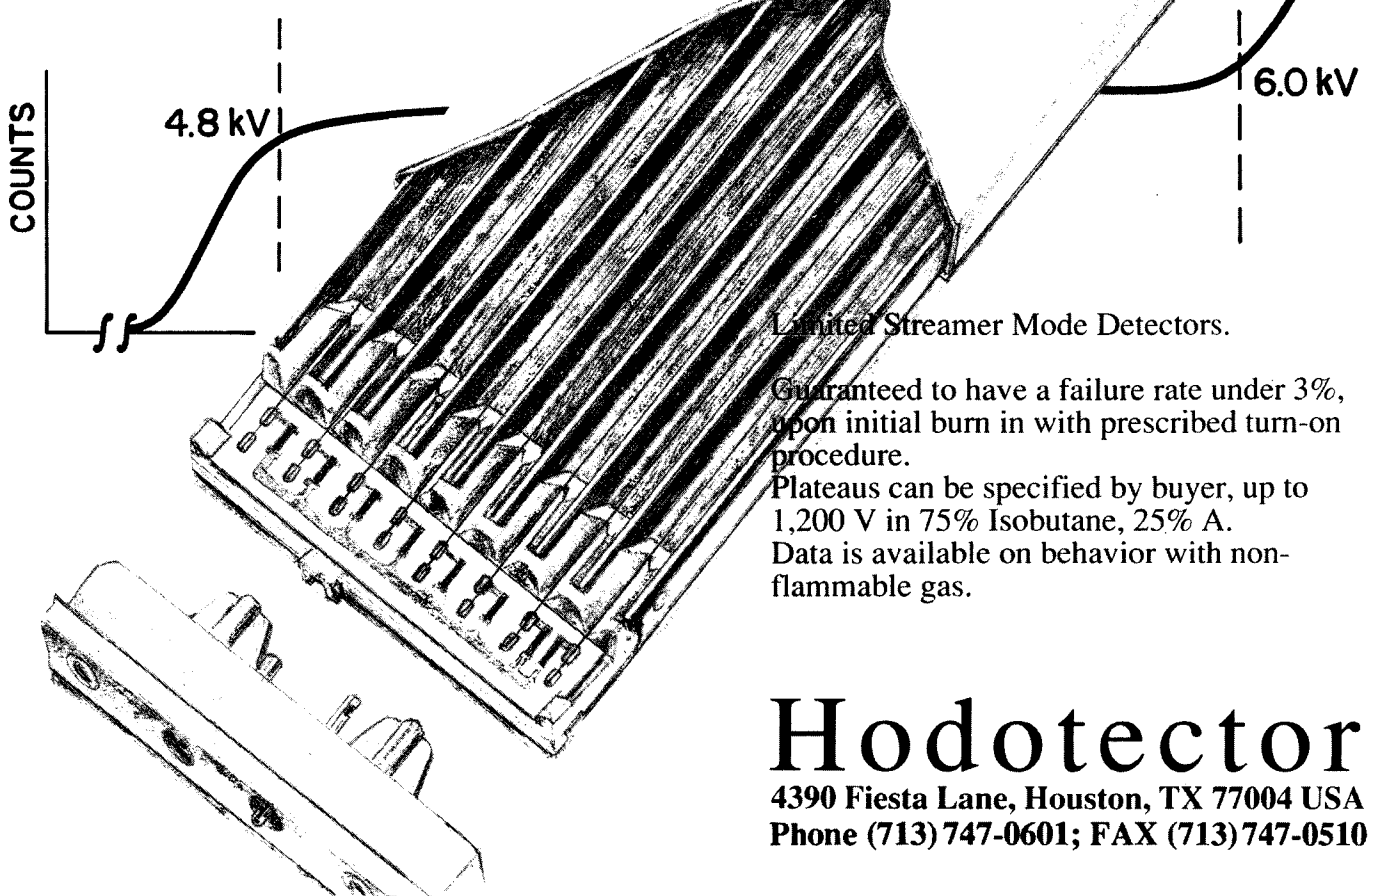 4.8 kV
6.0 kV
COUNTS
Limited Streamer Mode Detectors.
Guaranteed to have a failure rate under 3%,
upon initial burn in with prescribed turn-on
procedure.
Plateaus can be specified by buyer, up to
1,200 V in 75% Isobutane, 25% A.
Data is available on behavior with non-
flammable gas.
Hodotector
4390 Fiesta Lane, Houston, TX 77004 USA
Phone (713) 747-0601; FAX (713) 747-0510